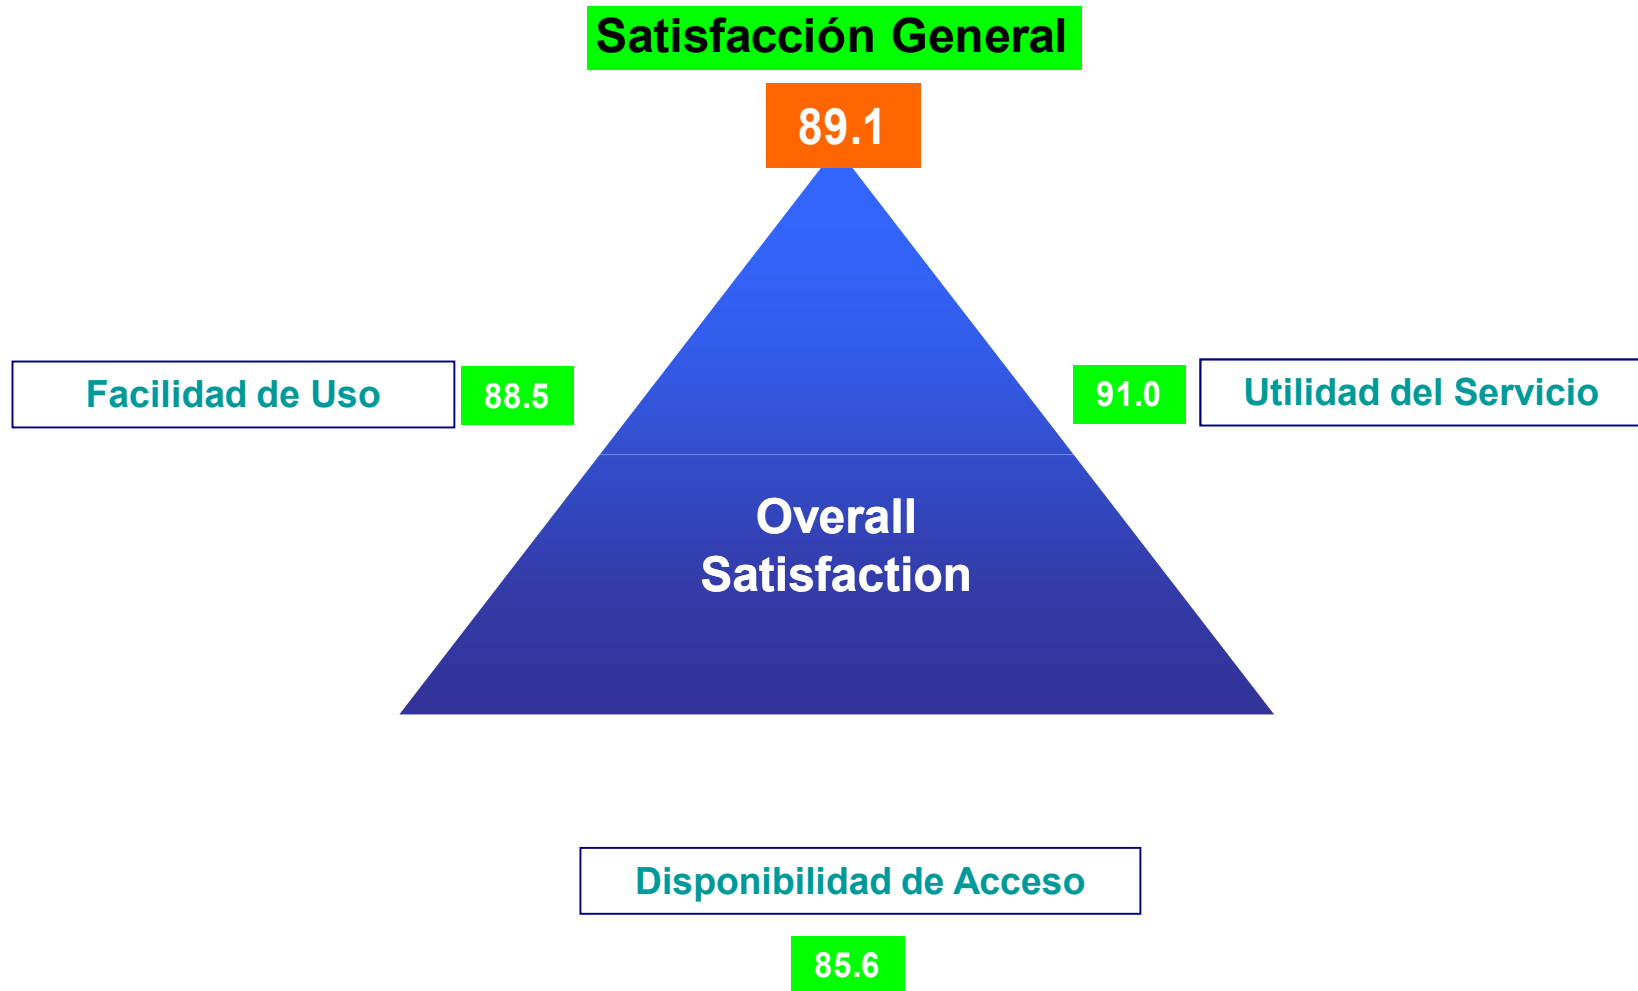 Satisfacción General
89.1
Facilidad de Uso
88.5
91.0
Utilidad del Servicio
Overall
Satisfaction
Disponibilidad de Acceso
85.6